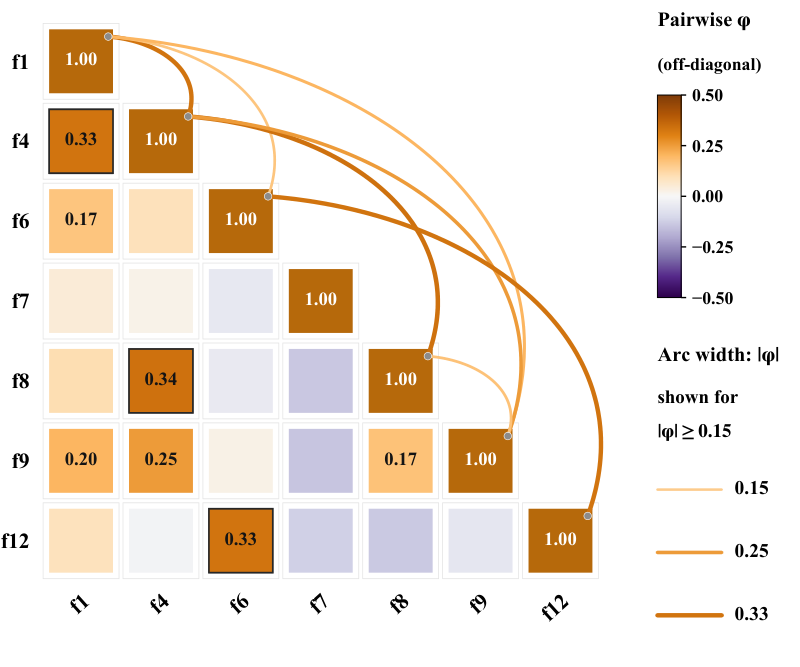 Pairwise φ
(off-diagonal)
0.50
0.25
0.00
−0.25
−0.50
Arc width: |φ|
shown for
|φ| ≥ 0.15
0.15
0.25
0.33
f1 1.00
f4 0.33 1.00
f6 0.17 1.00
f7 1.00
f8 0.34 1.00
f9 0.20 0.25 0.17 1.00
f12 0.33 1.00
f1 f4 f6 f7 f8 f9 f12